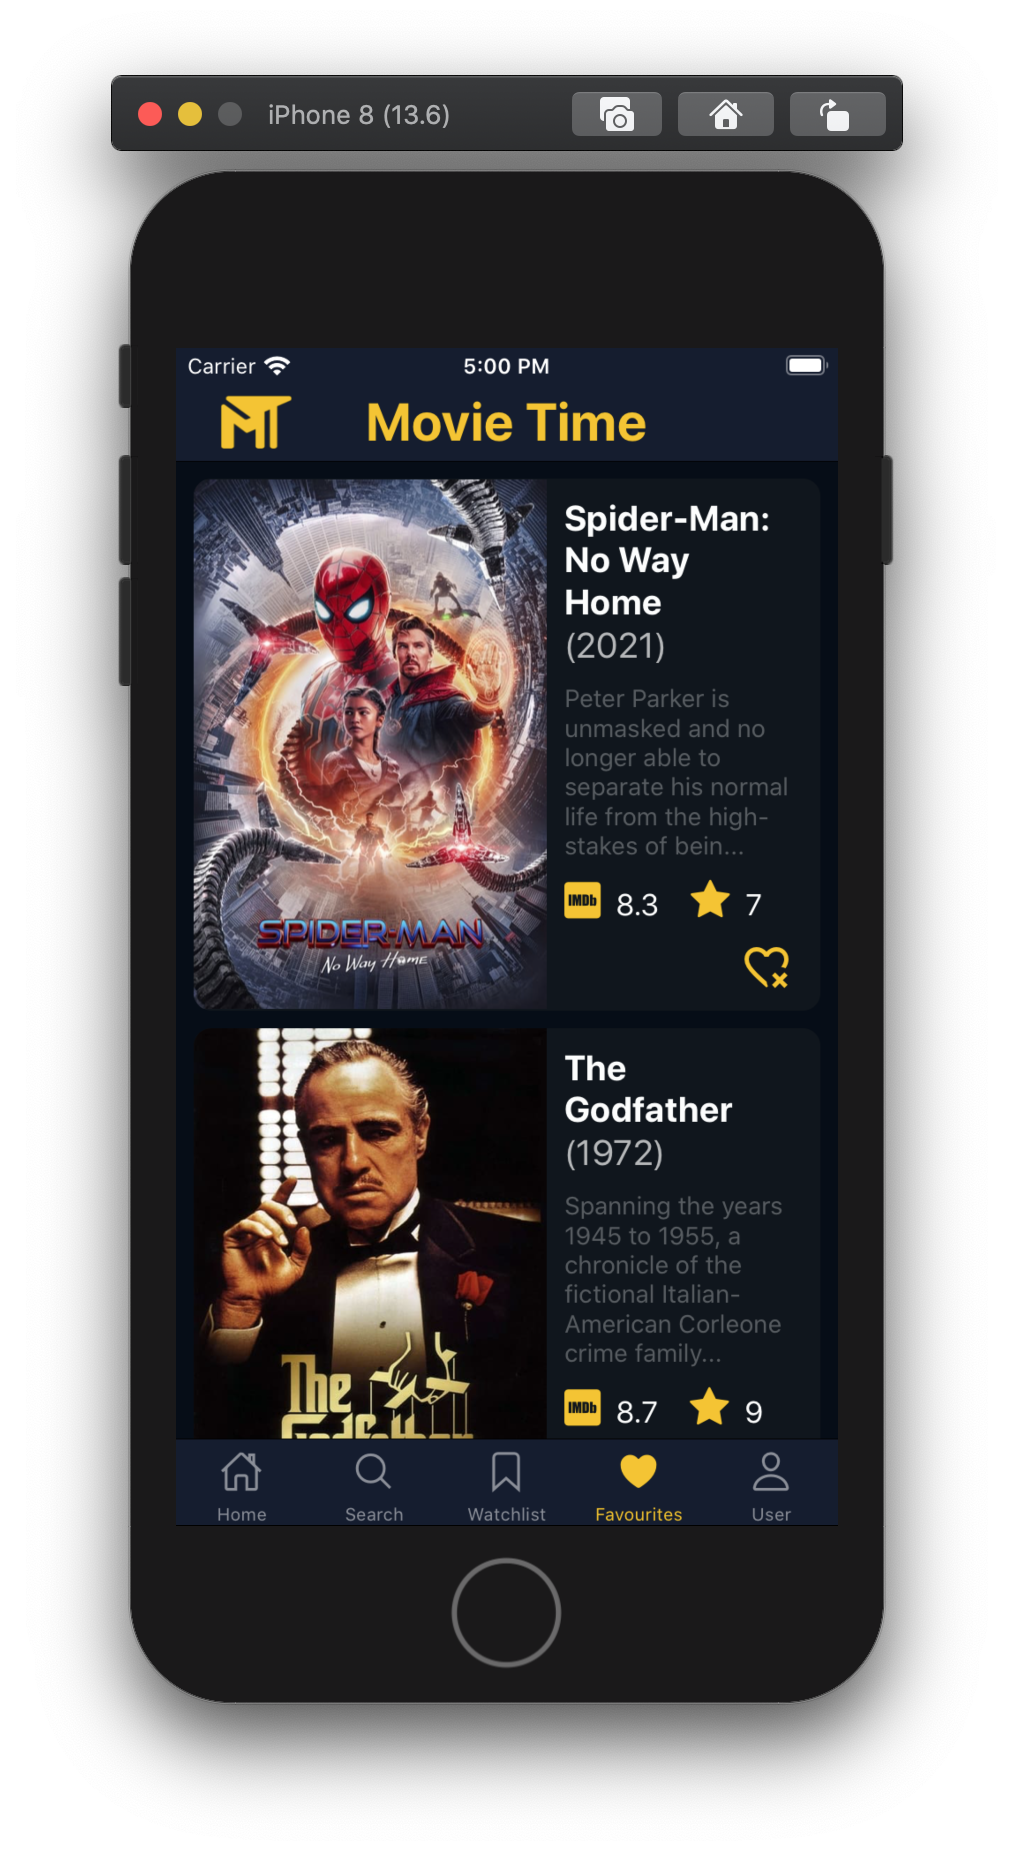 iPhone 8 (13.6)
Carrier
5:00 PM
MT
Movie Time
Spider-Man:
No Way
Home
(2021)
Peter Parker is
unmasked and no
longer able to
separate his normal
life from the high-
stakes of bein...
IMDb 8.3 7
SPIDER-MAN
No Way Home
The
Godfather
(1972)
Spanning the years
1945 to 1955, a
chronicle of the
fictional Italian-
American Corleone
crime family...
IMDb 8.7 9
The
Godfather
Home
Search
Watchlist
Favourites
User